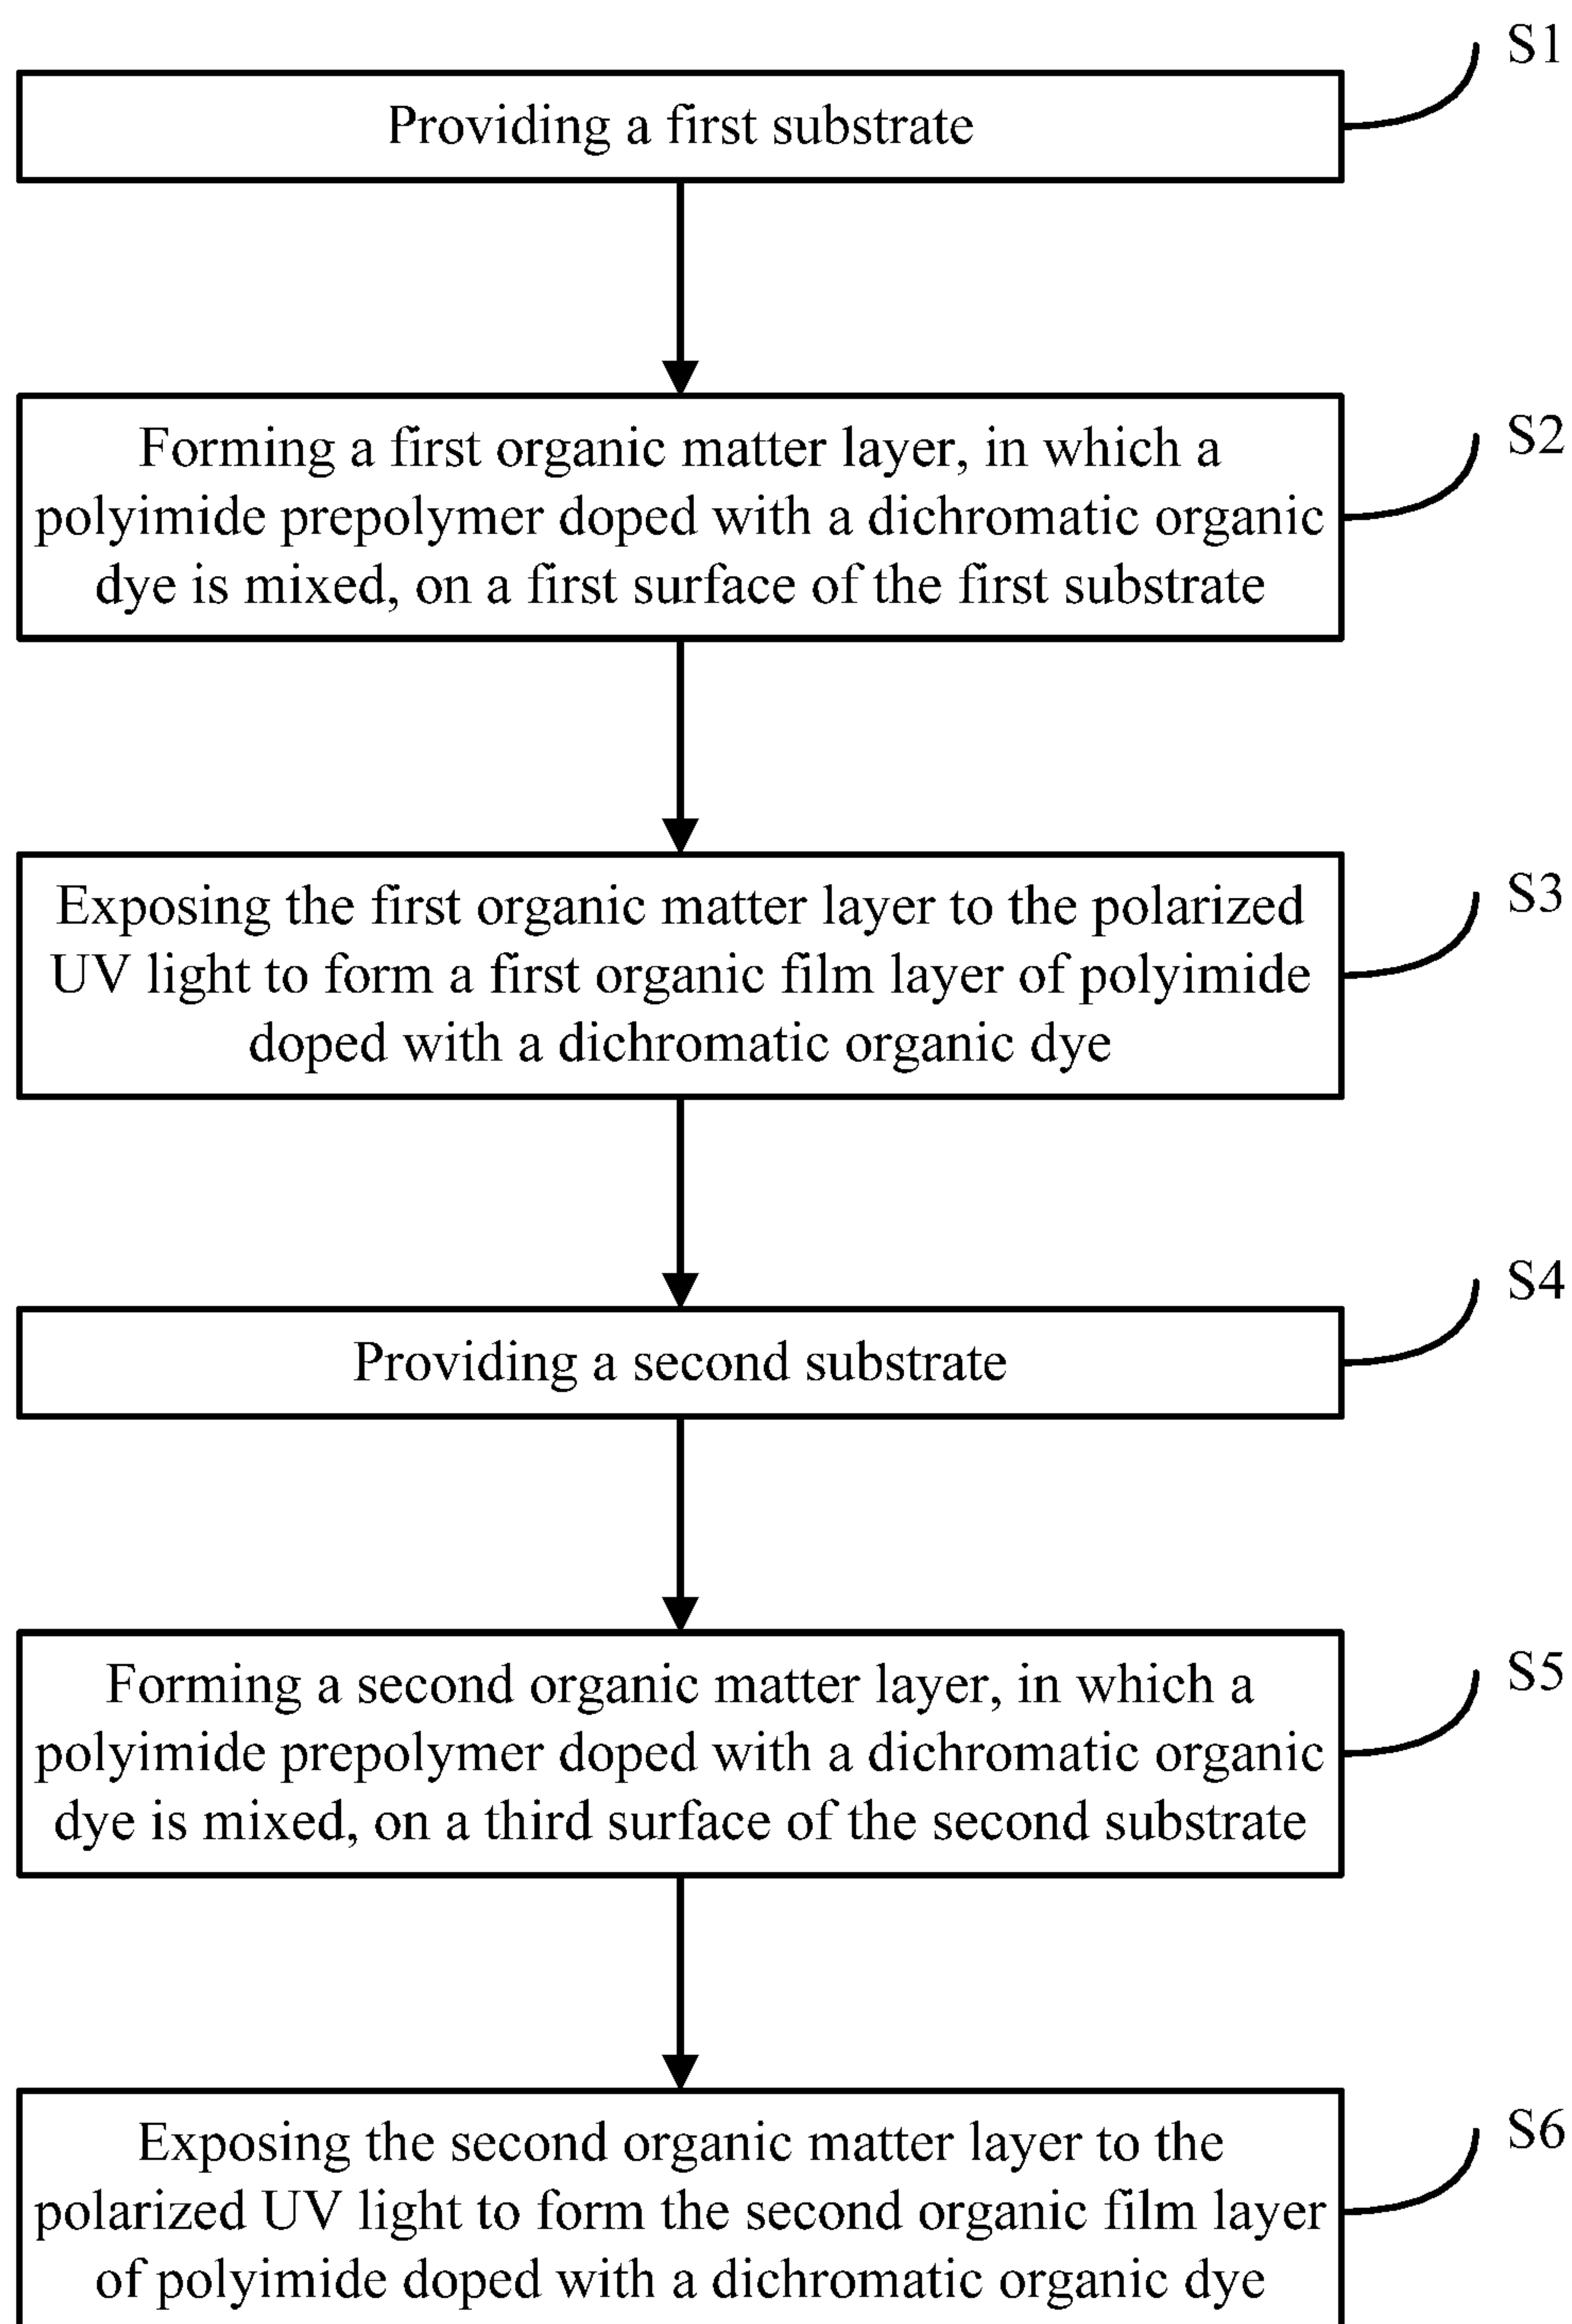 S1
Providing a first substrate
S2
Forming a first organic matter layer, in which a
polyimide prepolymer doped with a dichromatic organic
dye is mixed, on a first surface of the first substrate
S3
Exposing the first organic matter layer to the polarized
UV light to form a first organic film layer of polyimide
doped with a dichromatic organic dye
S4
Providing a second substrate
S5
Forming a second organic matter layer, in which a
polyimide prepolymer doped with a dichromatic organic
dye is mixed, on a third surface of the second substrate
S6
Exposing the second organic matter layer to the
polarized UV light to form the second organic film layer
of polyimide doped with a dichromatic organic dye